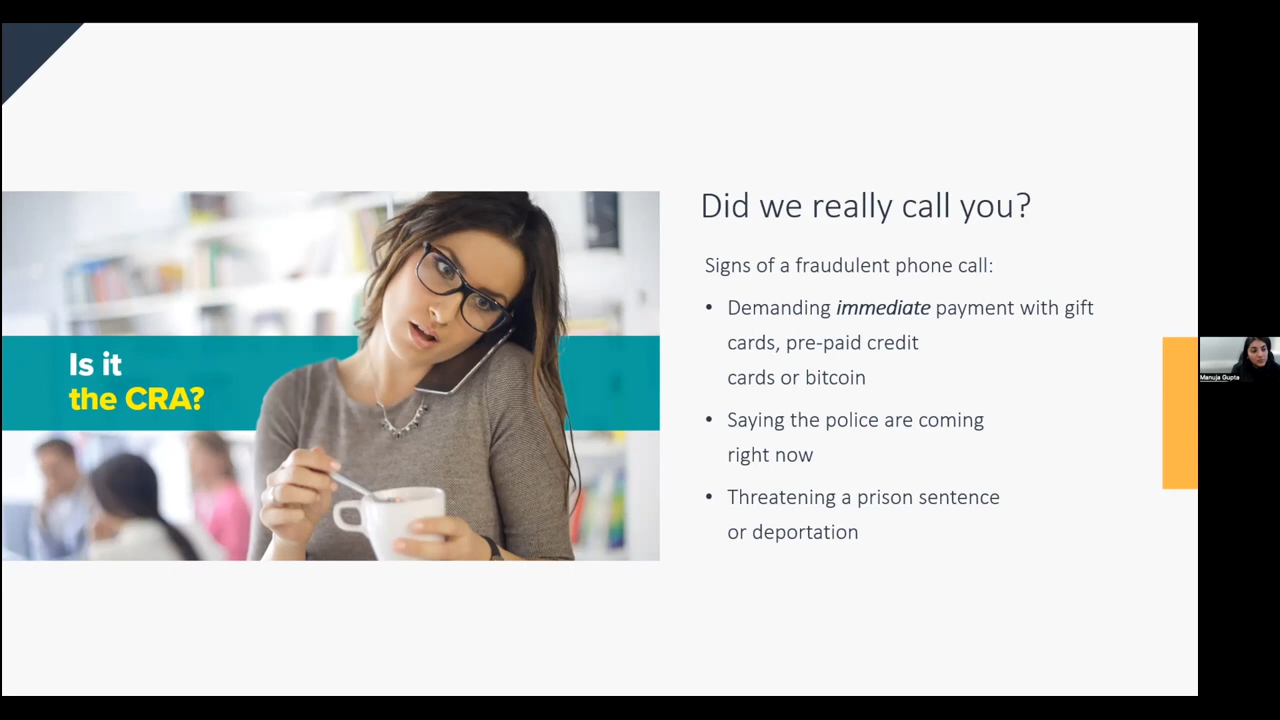 Is it
the CRA?
Did we really call you?
Signs of a fraudulent phone call:
• Demanding immediate payment with gift
cards, pre-paid credit
cards or bitcoin
• Saying the police are coming
right now
• Threatening a prison sentence
or deportation
Manuja Gupta